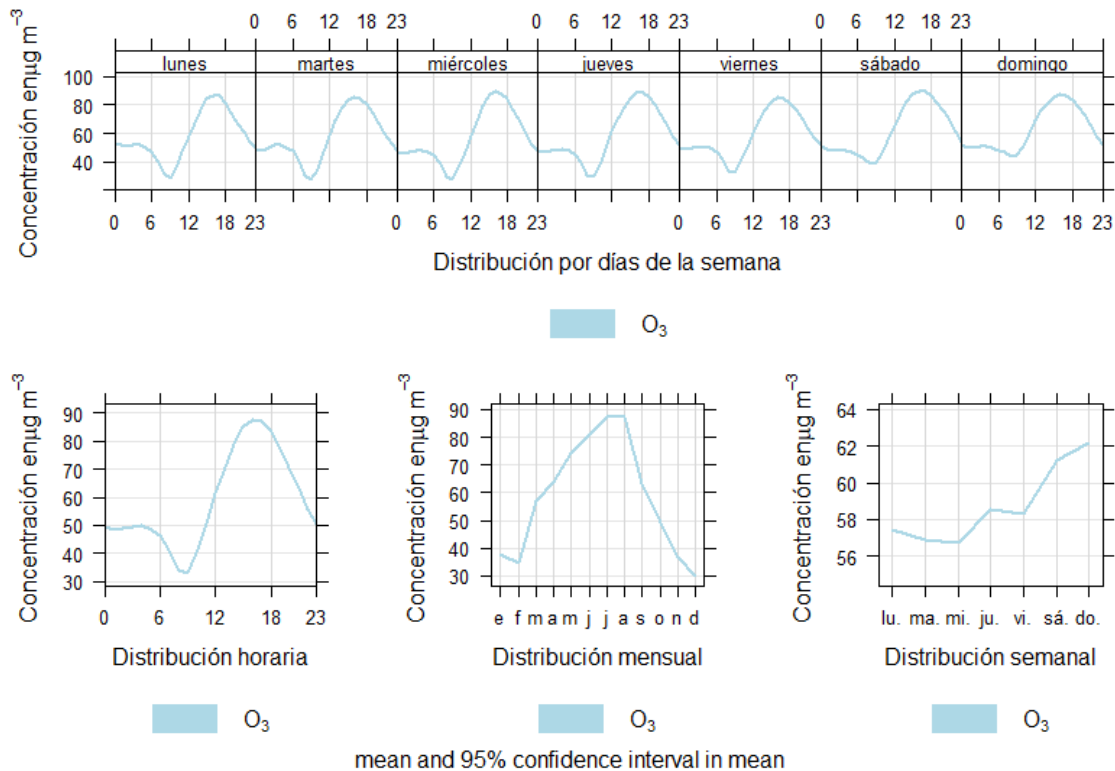 0 6 12 18 23 0 6 12 18 23 0 6 12 18 23
lunes martes miércoles jueves viernes sábado domingo
Concentración enµg m⁻³
100
80
60
40
0 6 12 18 23 0 6 12 18 23 0 6 12 18 23 0 6 12 18 23
Distribución por días de la semana
O₃
Concentración enµg m⁻³
90
80
70
60
50
40
30
0 6 12 18 23
Distribución horaria
O₃
Concentración enµg m⁻³
90
80
70
60
50
40
30
e f m a m j j a s o n d
Distribución mensual
O₃
Concentración enµg m⁻³
64
62
60
58
56
lu. ma. mi. ju. vi. sá. do.
Distribución semanal
O₃
mean and 95% confidence interval in mean